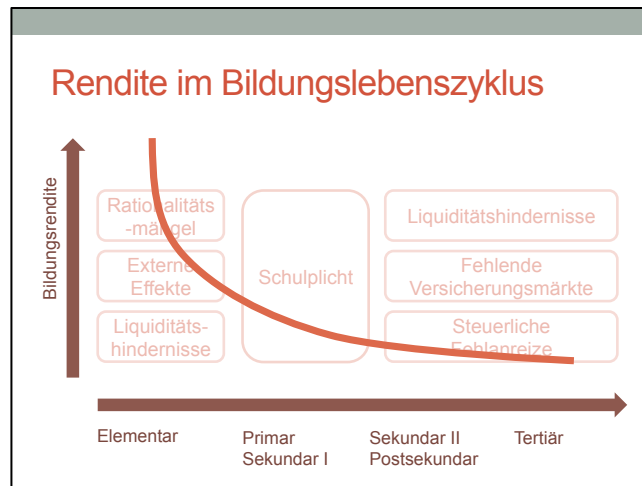 Rendite im Bildungslebenszyklus
Bildungsrendite
Rationalitäts
-mängel
Externe
Effekte
Liquiditäts-
hindernisse
Schulplicht
Liquiditätshindernisse
Fehlende
Versicherungsmärkte
Steuerliche
Fehlanreize
Elementar
Primar
Sekundar I
Sekundar II
Postsekundar
Tertiär